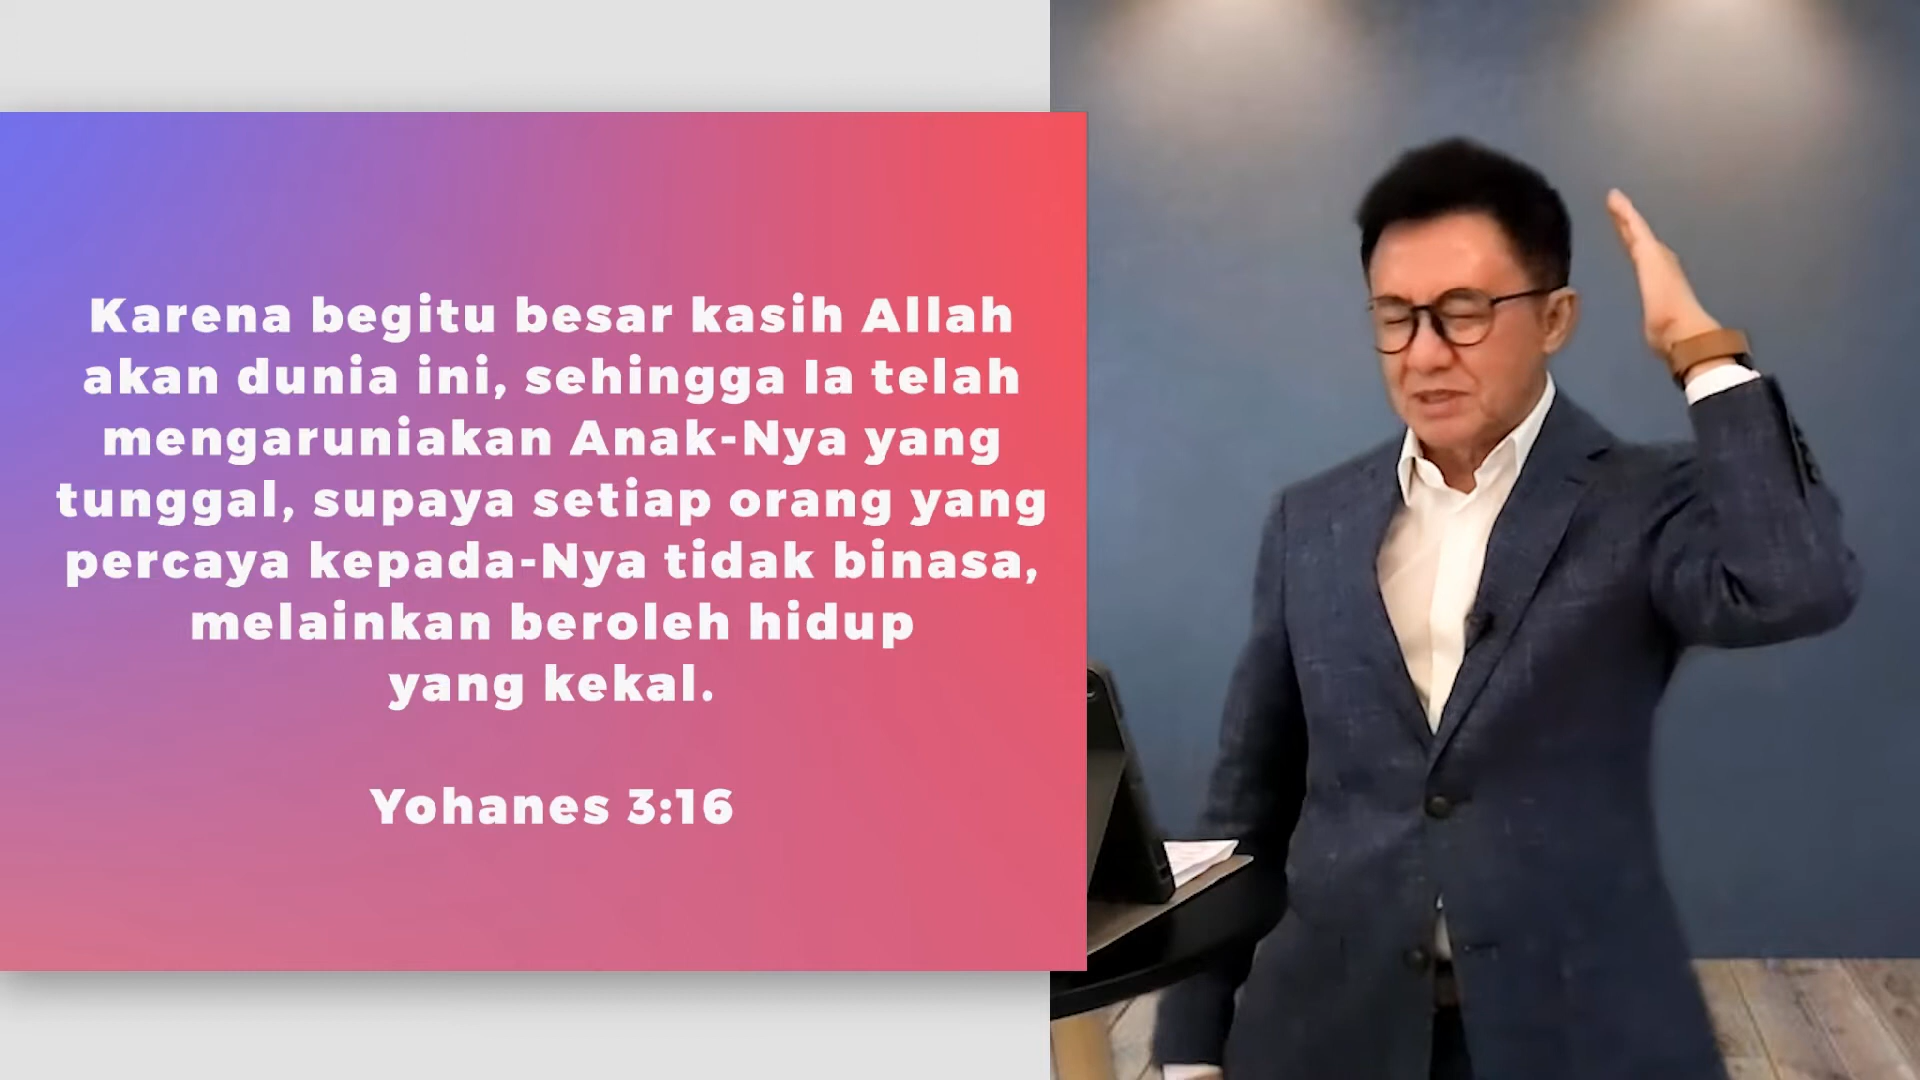 Karena begitu besar kasih Allah
akan dunia ini, sehingga Ia telah
mengaruniakan Anak-Nya yang
tunggal, supaya setiap orang yang
percaya kepada-Nya tidak binasa,
melainkan beroleh hidup
yang kekal.
Yohanes 3:16